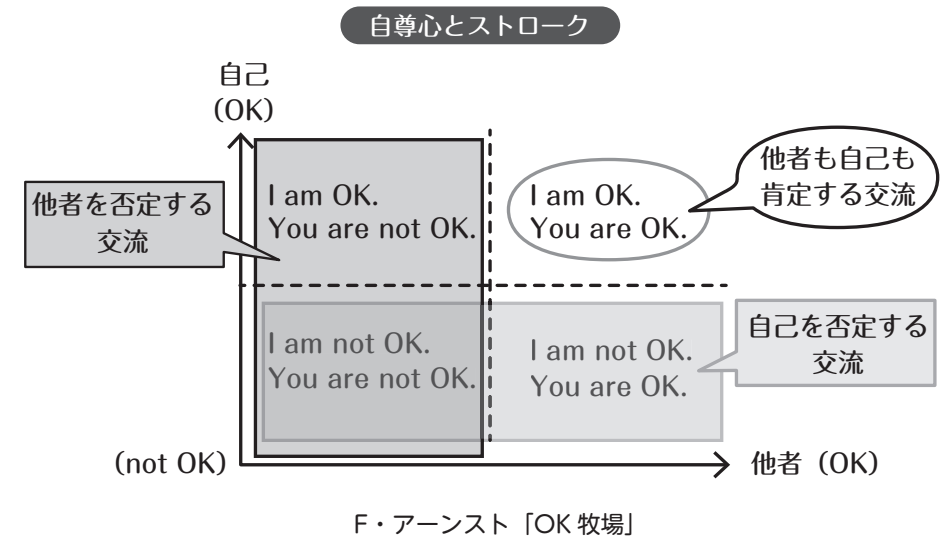 自尊心とストローク
自己
(OK)
他者を否定する
交流
I am OK.
You are not OK.
I am OK.
You are OK.
他者も自己も
肯定する交流
I am not OK.
You are not OK.
I am not OK.
You are OK.
自己を否定する
交流
(not OK)
他者 (OK)
F・アーンスト「OK 牧場」